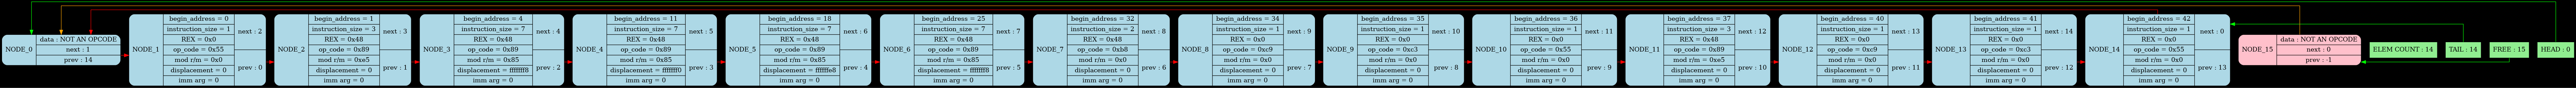 NODE_0
data : NOT AN OPCODE
next : 1
prev : 14
NODE_1
begin_address = 0
instruction_size = 1
REX = 0x0
op_code = 0x55
mod r/m = 0x0
displacement = 0
imm arg = 0
next : 2
prev : 0
NODE_2
begin_address = 1
instruction_size = 3
REX = 0x48
op_code = 0x89
mod r/m = 0xe5
displacement = 0
imm arg = 0
next : 3
prev : 1
NODE_3
begin_address = 4
instruction_size = 7
REX = 0x48
op_code = 0x89
mod r/m = 0x85
imm arg = 0
next : 4
prev : 2
NODE_4
begin_address = 11
instruction_size = 7
REX = 0x48
op_code = 0x89
mod r/m = 0x85
imm arg = 0
next : 5
prev : 3
NODE_5
begin_address = 18
instruction_size = 7
REX = 0x48
op_code = 0x89
mod r/m = 0x85
imm arg = 0
next : 6
prev : 4
NODE_6
begin_address = 25
instruction_size = 7
REX = 0x48
op_code = 0x89
mod r/m = 0x85
imm arg = 0
next : 7
prev : 5
NODE_7
begin_address = 32
instruction_size = 2
REX = 0x48
op_code = 0xb8
mod r/m = 0x0
displacement = 0
imm arg = 0
next : 8
prev : 6
NODE_8
begin_address = 34
instruction_size = 1
REX = 0x0
op_code = 0xc9
mod r/m = 0x0
displacement = 0
imm arg = 0
next : 9
prev : 7
NODE_9
begin_address = 35
instruction_size = 1
REX = 0x0
op_code = 0xc3
mod r/m = 0x0
displacement = 0
imm arg = 0
next : 10
prev : 8
NODE_10
begin_address = 36
instruction_size = 1
REX = 0x0
op_code = 0x55
mod r/m = 0x0
displacement = 0
imm arg = 0
next : 11
prev : 9
NODE_11
begin_address = 37
instruction_size = 3
REX = 0x48
op_code = 0x89
mod r/m = 0xe5
displacement = 0
imm arg = 0
next : 12
prev : 10
NODE_12
begin_address = 40
instruction_size = 1
REX = 0x0
op_code = 0xc9
mod r/m = 0x0
displacement = 0
imm arg = 0
next : 13
prev : 11
NODE_13
begin_address = 41
instruction_size = 1
REX = 0x0
op_code = 0xc3
mod r/m = 0x0
displacement = 0
imm arg = 0
next : 14
prev : 12
NODE_14
begin_address = 42
instruction_size = 1
REX = 0x0
op_code = 0x55
mod r/m = 0x0
displacement = 0
imm arg = 0
next : 0
prev : 13
NODE_15
data : NOT AN OPCODE
next : 0
prev : -1
ELEM COUNT : 14
TAIL : 14
FREE : 15
HEAD : 0